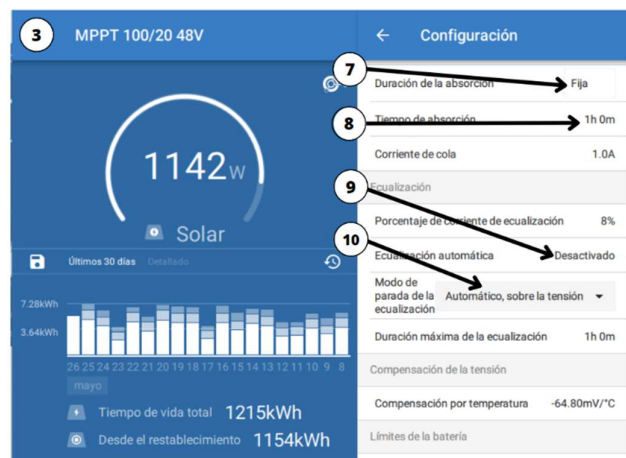 3
MPPT 100/20 48V
1142W
Solar
Últimos 30 días Detallado
7.28kWh
3.64kWh
26 25 24 23 22 21 20 19 18 17 16 15 14 13 12 11 10 9 8
mayo
Tiempo de vida total 1215kWh
Desde el restablecimiento 1154kWh
Configuración
7
Duración de la absorción Fija
8
Tiempo de absorción 1h 0m
Corriente de cola 1.0A
9
Ecualización
Porcentaje de corriente de ecualización 8%
10
Ecualización automática Desactivado
Modo de
parada de la Automático, sobre la tensión
ecualización
Duración máxima de la ecualización 1h 0m
Compensación de la tensión
Compensación por temperatura -64.80mV/°C
Límites de la batería